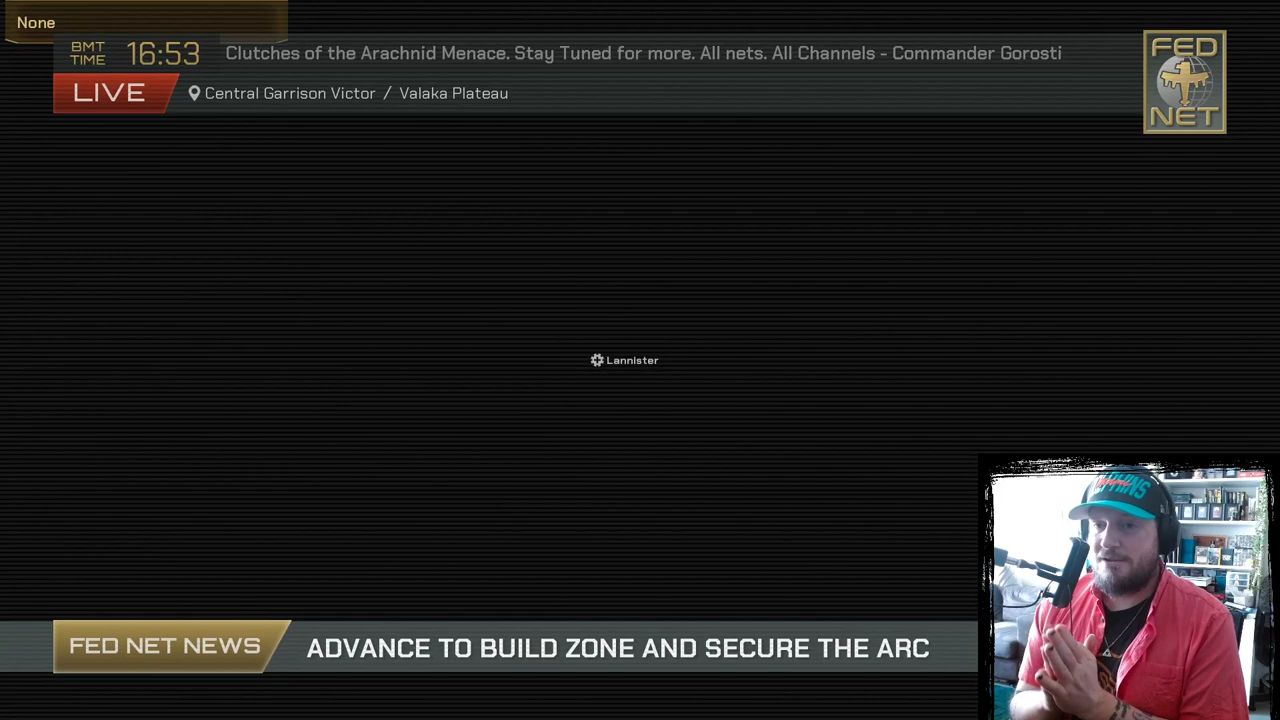 None
BMT
TIME
16:53
Clutches of the Arachnid Menace. Stay Tuned for more. All nets. All Channels - Commander Gorosti
LIVE
Central Garrison Victor / Valaka Plateau
FED
NET
Lannister
FED NET NEWS
ADVANCE TO BUILD ZONE AND SECURE THE ARC